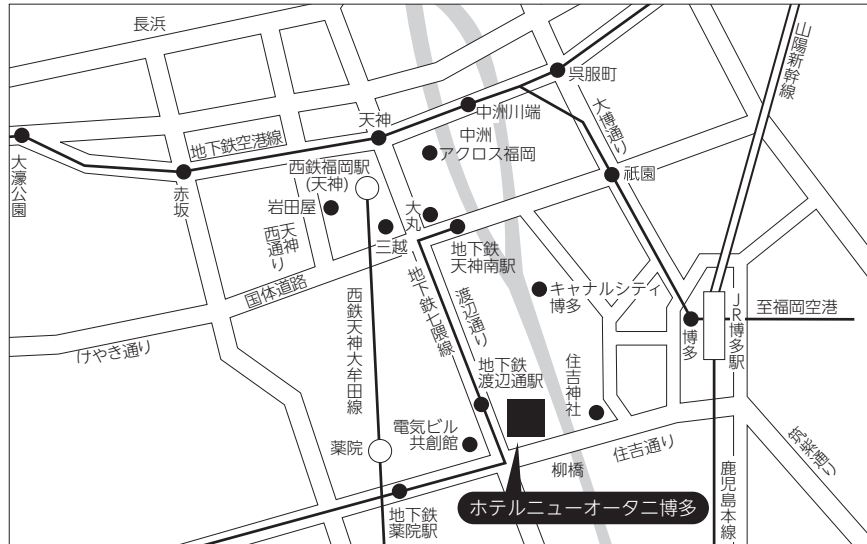 長浜
山陽新幹線
呉服町
中洲川端
大博通り
天神
地下鉄空港線
大濠公園
赤坂
中洲
アクロス福岡
西鉄福岡駅
(天神)
祇園
岩田屋
大丸
三越
西天神通り
地下鉄
天神南駅
国体道路
地下鉄七隈線
渡辺通り
キャナルシティ
博多
西鉄天神大牟田線
けやき通り
博多
JR博多駅
至福岡空港
地下鉄
渡辺通駅
住吉神社
電気ビル
共創館
薬院
住吉通り
柳橋
筑紫通り
鹿児島本線
地下鉄
薬院駅
ホテルニューオータニ博多